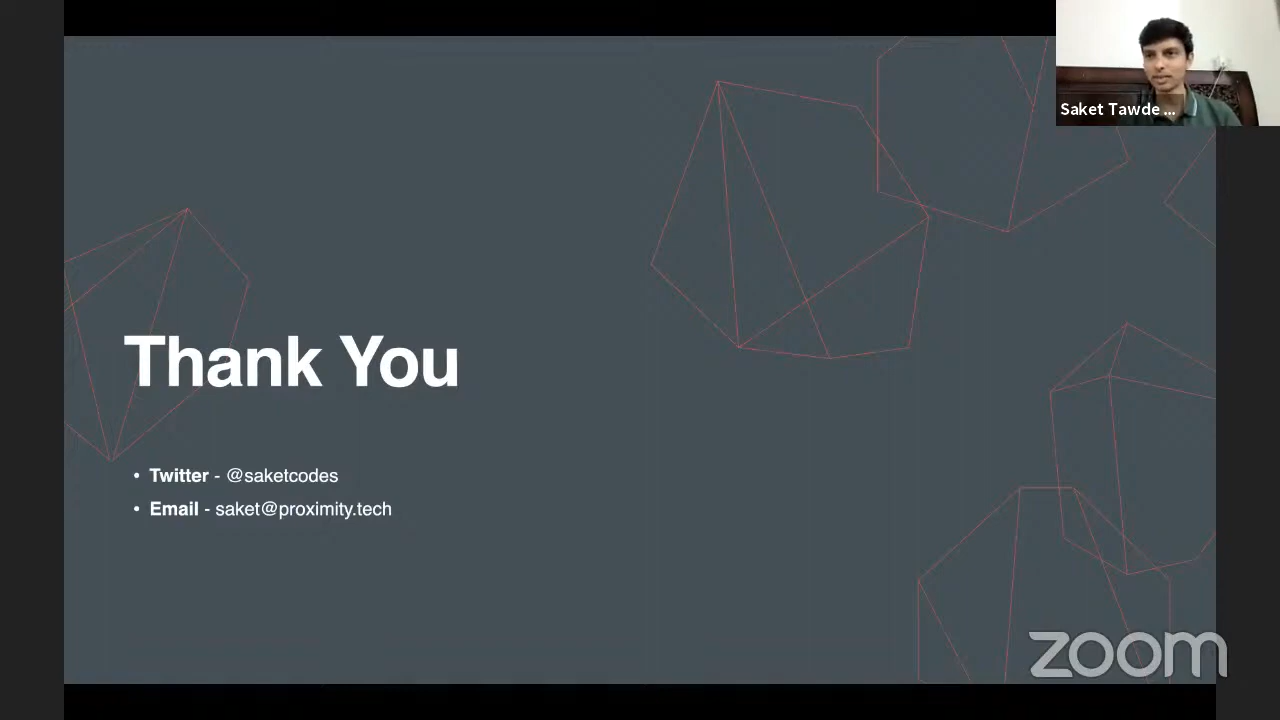 Saket Tawde ...
Thank You
• Twitter - @saketcodes
• Email - saket@proximity.tech
zoom